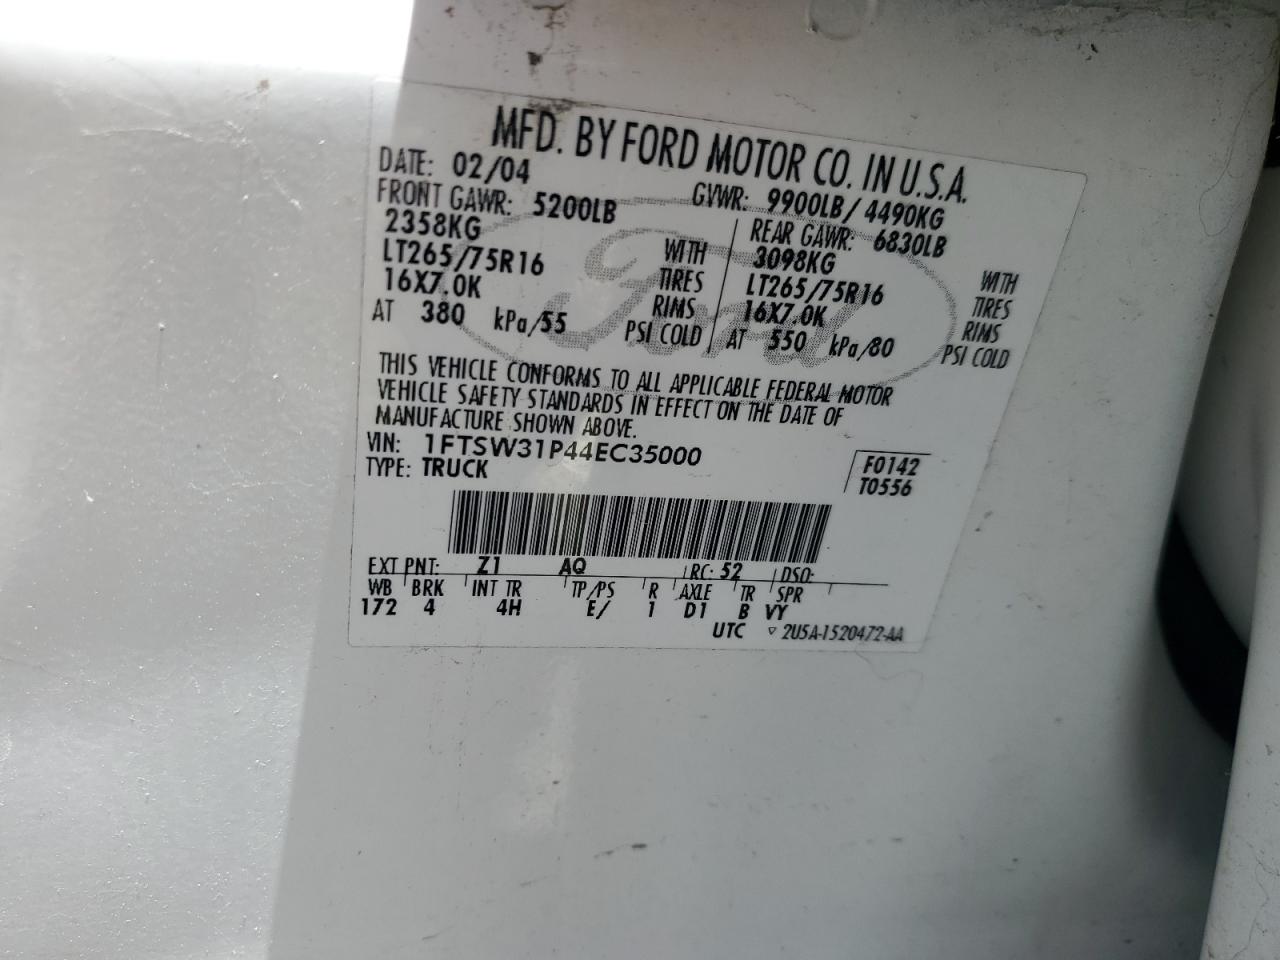 MFD. BY FORD MOTOR CO. IN U.S.A.
DATE: 02/04 GVWR: 9900LB/ 4490KG
FRONT GAWR: 5200LB REAR GAWR: 6830LB
2358KG WITH 3098KG WITH
LT265/75R16 TIRES LT265/75R16 TIRES
16X7.0K RIMS 16X7.0K RIMS
AT 380 kPa/55 PSI COLD AT 550 kPa/80 PSI COLD
Ford
THIS VEHICLE CONFORMS TO ALL APPLICABLE FEDERAL MOTOR
VEHICLE SAFETY STANDARDS IN EFFECT ON THE DATE OF
MANUFACTURE SHOWN ABOVE.
VIN: 1FTSW31P44EC35000 F0142
TYPE: TRUCK T0556
EXT PNT: Z1 AQ RC: 52 DSO:
WB BRK INT TR TP/PS R AXLE TR SPR
172 4 4H E/ 1 D1 B VY
UTC ▽ 2U5A-1520472-AA